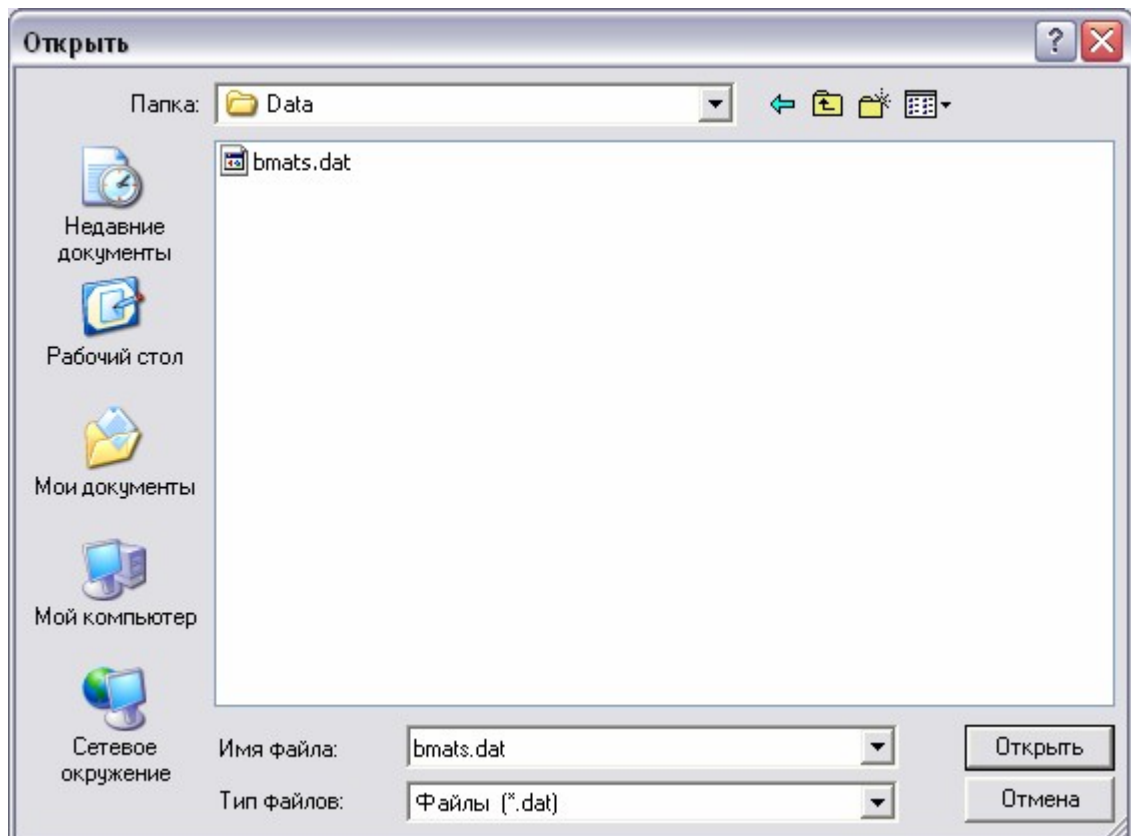 Открыть
Папка:
Data
bmats.dat
Недавние
документы
Рабочий стол
Мои документы
Мой компьютер
Сетевое
окружение
Имя файла:
bmats.dat
Открыть
Тип файлов:
Файлы (*.dat)
Отмена